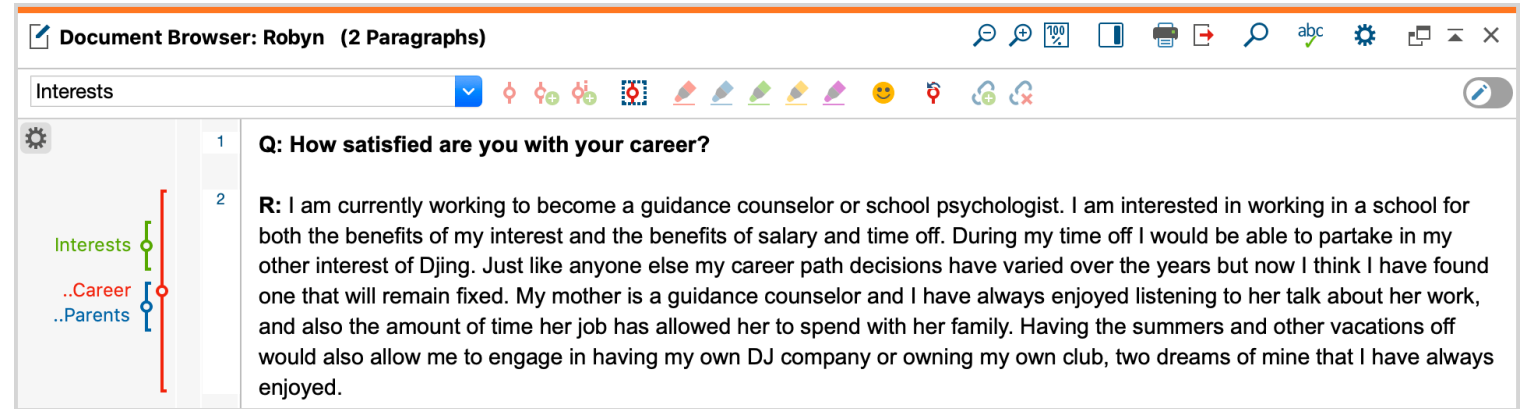 Document Browser: Robyn (2 Paragraphs)
100 %
abc
Interests
1 Q: How satisfied are you with your career?
2 R: I am currently working to become a guidance counselor or school psychologist. I am interested in working in a school for
both the benefits of my interest and the benefits of salary and time off. During my time off I would be able to partake in my
Interests
other interest of Djing. Just like anyone else my career path decisions have varied over the years but now I think I have found
..Career
one that will remain fixed. My mother is a guidance counselor and I have always enjoyed listening to her talk about her work,
..Parents
and also the amount of time her job has allowed her to spend with her family. Having the summers and other vacations off
would also allow me to engage in having my own DJ company or owning my own club, two dreams of mine that I have always
enjoyed.